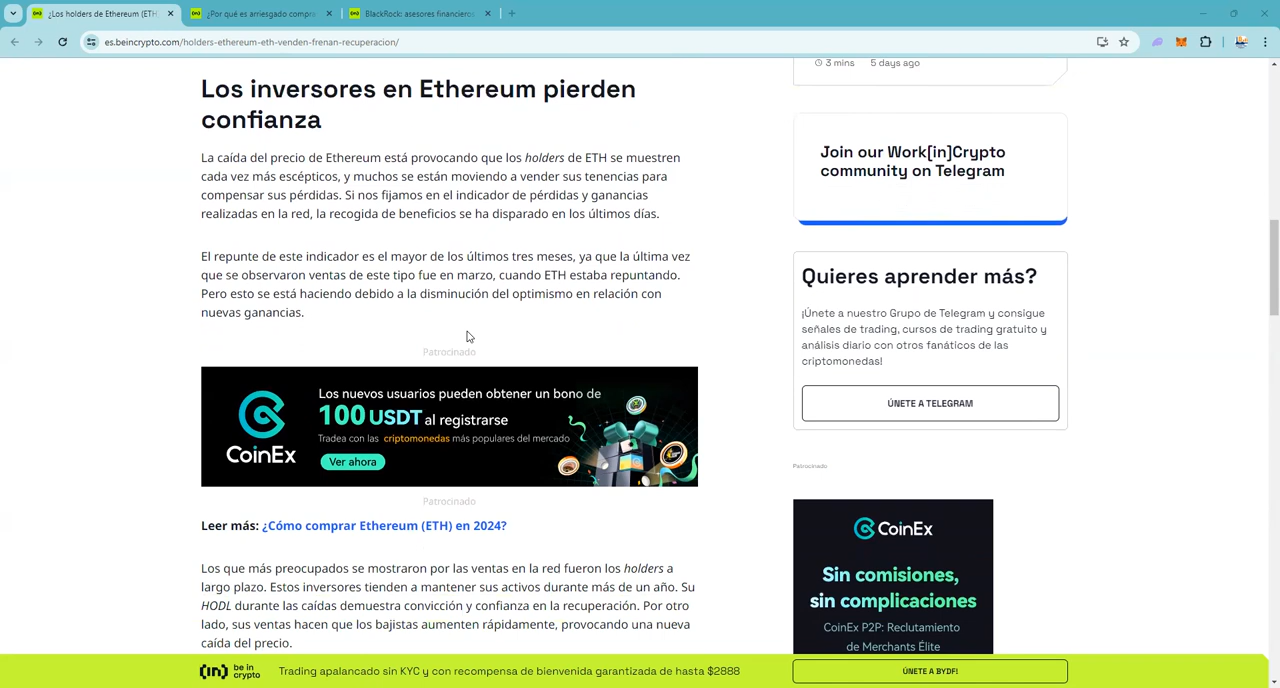 ¿Los holders de Ethereum (ETH)
¿Por qué es arriesgado compra
BlackRock: asesores financieros
es.beincrypto.com/holders-ethereum-eth-venden-frenan-recuperacion/
Los inversores en Ethereum pierden
confianza
La caída del precio de Ethereum está provocando que los holders de ETH se muestren
cada vez más escépticos, y muchos se están moviendo a vender sus tenencias para
compensar sus pérdidas. Si nos fijamos en el indicador de pérdidas y ganancias
realizadas en la red, la recogida de beneficios se ha disparado en los últimos días.
El repunte de este indicador es el mayor de los últimos tres meses, ya que la última vez
que se observaron ventas de este tipo fue en marzo, cuando ETH estaba repuntando.
Pero esto se está haciendo debido a la disminución del optimismo en relación con
nuevas ganancias.
Patrocinado
CoinEx
Los nuevos usuarios pueden obtener un bono de
100 USDT al registrarse
Tradea con las criptomonedas más populares del mercado
Ver ahora
Patrocinado
Leer más: ¿Cómo comprar Ethereum (ETH) en 2024?
Los que más preocupados se mostraron por las ventas en la red fueron los holders a
largo plazo. Estos inversores tienden a mantener sus activos durante más de un año. Su
HODL durante las caídas demuestra convicción y confianza en la recuperación. Por otro
lado, sus ventas hacen que los bajistas aumenten rápidamente, provocando una nueva
caída del precio.
3 mins 5 days ago
Join our Work[in]Crypto
community on Telegram
Quieres aprender más?
¡Únete a nuestro Grupo de Telegram y consigue
señales de trading, cursos de trading gratuito y
análisis diario con otros fanáticos de las
criptomonedas!
ÚNETE A TELEGRAM
Patrocinado
CoinEx
Sin comisiones,
sin complicaciones
CoinEx P2P: Reclutamiento
de Merchants Élite
(in) be in
crypto
Trading apalancado sin KYC y con recompensa de bienvenida garantizada de hasta $2888
ÚNETE A BYDFI